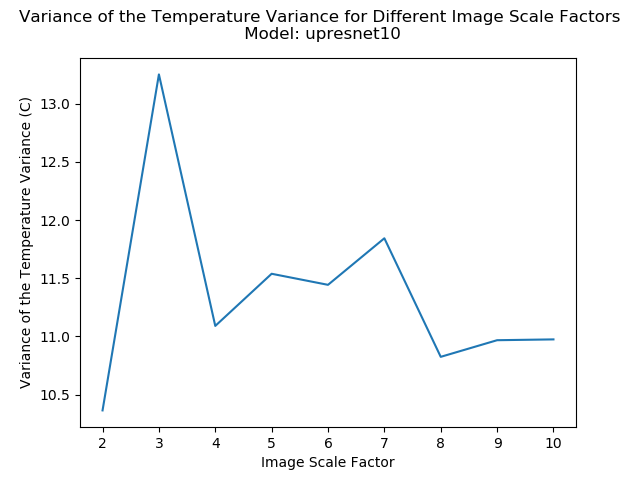 Variance of the Temperature Variance for Different Image Scale Factors
Model: upresnet10
Variance of the Temperature Variance (C)
13.0
12.5
12.0
11.5
11.0
10.5
2 3 4 5 6 7 8 9 10
Image Scale Factor